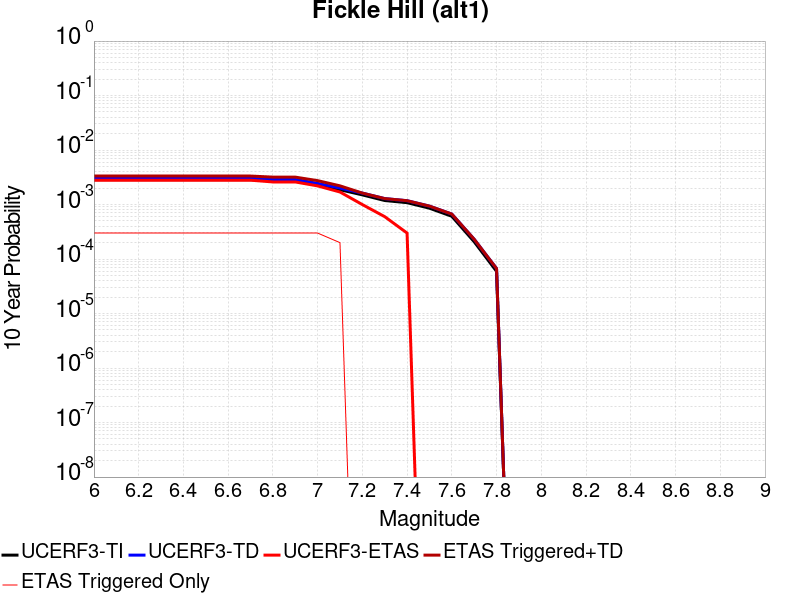 Fickle Hill (alt1)
10 0
10 -1
10 -2
10 -3
10 -4
10 -5
10 -6
10 -7
10 -8
10 Year Probability
6 6.2 6.4 6.6 6.8 7 7.2 7.4 7.6 7.8 8 8.2 8.4 8.6 8.8 9
Magnitude
UCERF3-TI UCERF3-TD UCERF3-ETAS ETAS Triggered+TD
ETAS Triggered Only